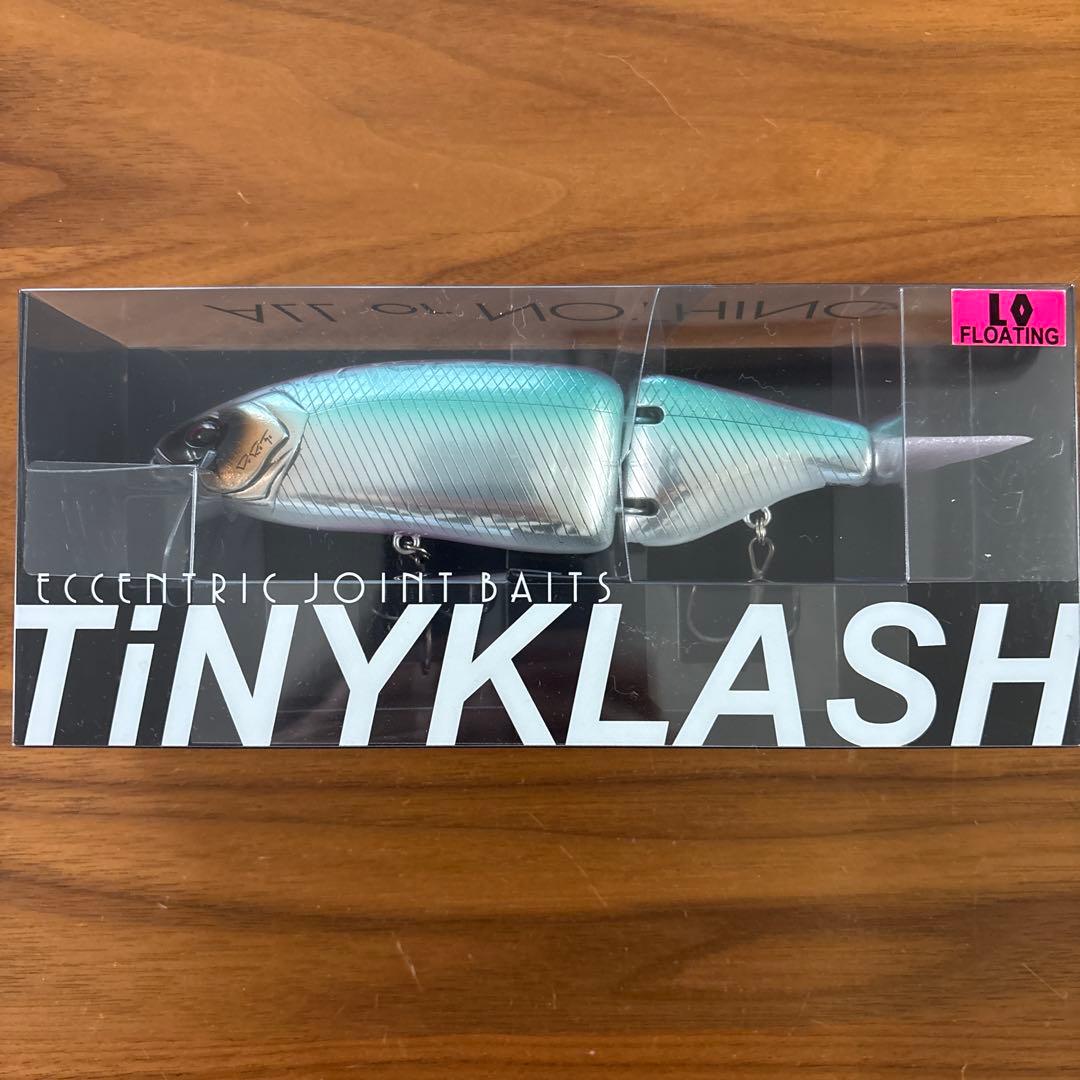 ALL or NOTHING
LO
FLOATING
ECCENTRIC JOINT BAITS
TiNYKLASH